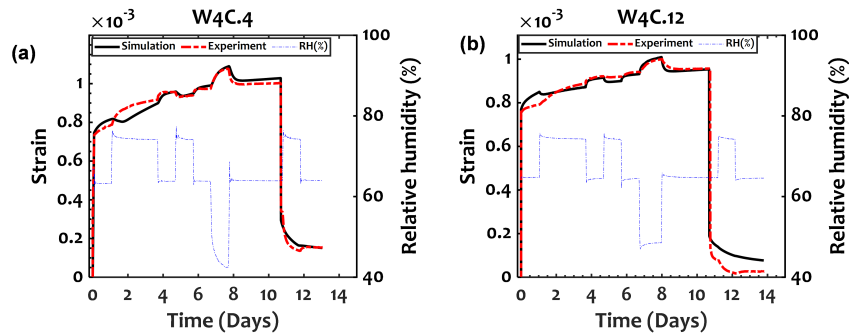 W4C.4
×10⁻³
(a)
Simulation Experiment RH(%)
Strain
Relative humidity (%)
1
0.8
0.6
0.4
0.2
0
100
80
60
40
0 2 4 6 8 10 12 14
Time (Days)
W4C.12
×10⁻³
(b)
Simulation Experiment RH(%)
Strain
Relative humidity (%)
1
0.8
0.6
0.4
0.2
0
100
80
60
40
0 2 4 6 8 10 12 14
Time (Days)